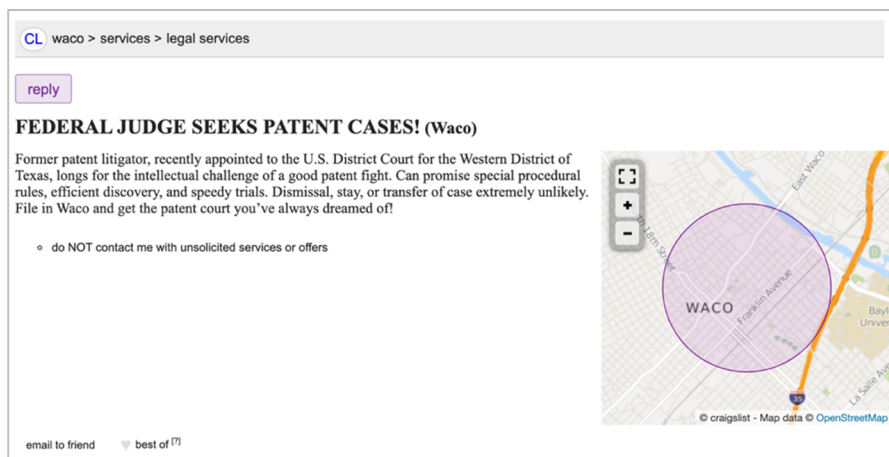 CL waco > services > legal services
reply
FEDERAL JUDGE SEEKS PATENT CASES! (Waco)
Former patent litigator, recently appointed to the U.S. District Court for the Western District of
Texas, longs for the intellectual challenge of a good patent fight. Can promise special procedural
rules, efficient discovery, and speedy trials. Dismissal, stay, or transfer of case extremely unlikely.
File in Waco and get the patent court you’ve always dreamed of!
do NOT contact me with unsolicited services or offers
+
−
East Waco
18th Street
WACO
Franklin Avenue
Bayl
Univer
La Salle Ave
35
© craigslist - Map data © OpenStreetMap
email to friend
best of [?]